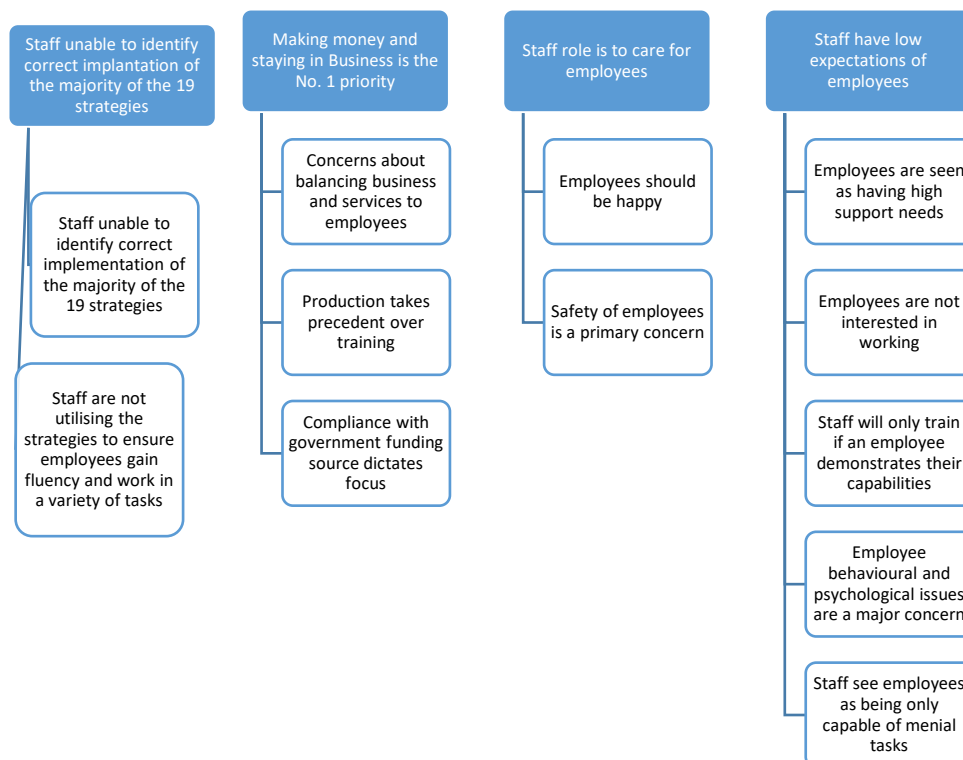 Staff unable to identify
correct implantation of
the majority of the 19
strategies
Staff unable to
identify correct
implementation of
the majority of the
19 strategies
Staff are not
utilising the
strategies to ensure
employees gain
fluency and work in
a variety of tasks
Making money and
staying in Business is the
No. 1 priority
Concerns about
balancing business
and services to
employees
Production takes
precedent over
training
Compliance with
government funding
source dictates
focus
Staff role is to care for
employees
Employees should
be happy
Safety of employees
is a primary concern
Staff have low
expectations of
employees
Employees are seen
as having high
support needs
Employees are not
interested in
working
Staff will only train
if an employee
demonstrates their
capabilities
Employee
behavioural and
psychological issues
are a major concern
Staff see employees
as being only
capable of menial
tasks